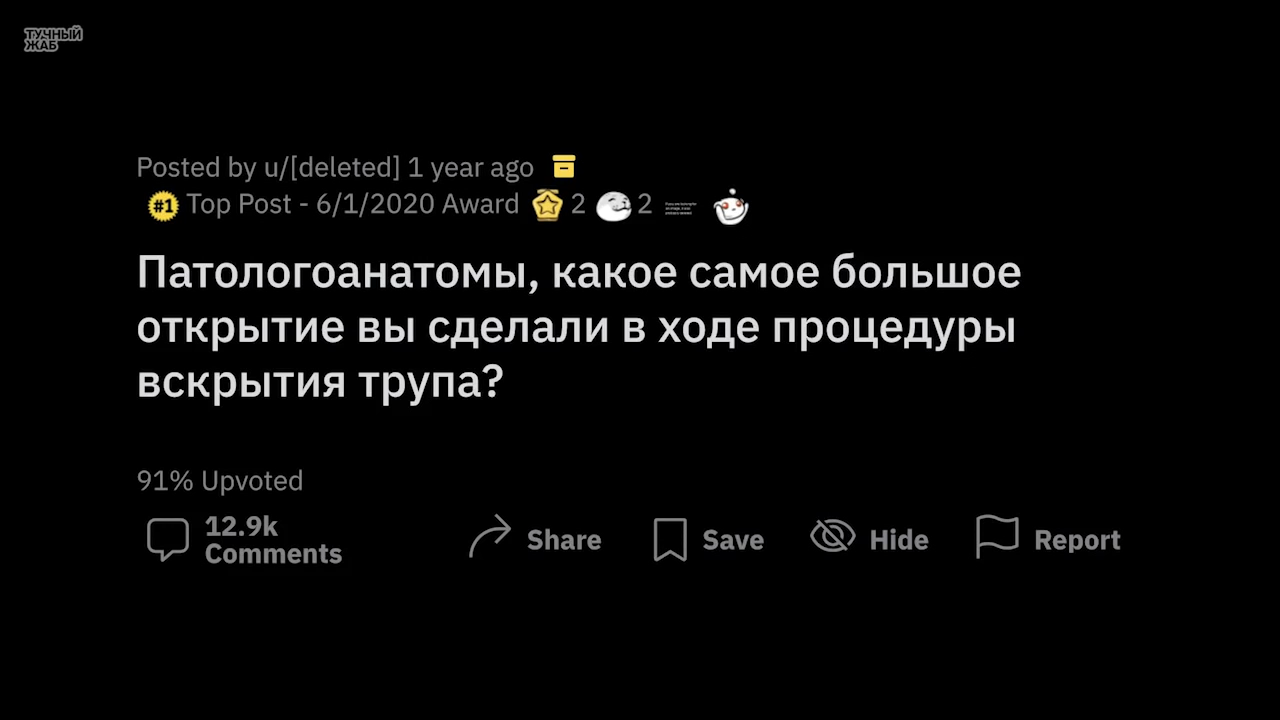 ТУЧНЫЙ
ЖАБ
Posted by u/[deleted] 1 year ago
#1 Top Post - 6/1/2020 Award 2 2
Патологоанатомы, какое самое большое
открытие вы сделали в ходе процедуры
вскрытия трупа?
91% Upvoted
12.9k
Comments Share Save Hide Report